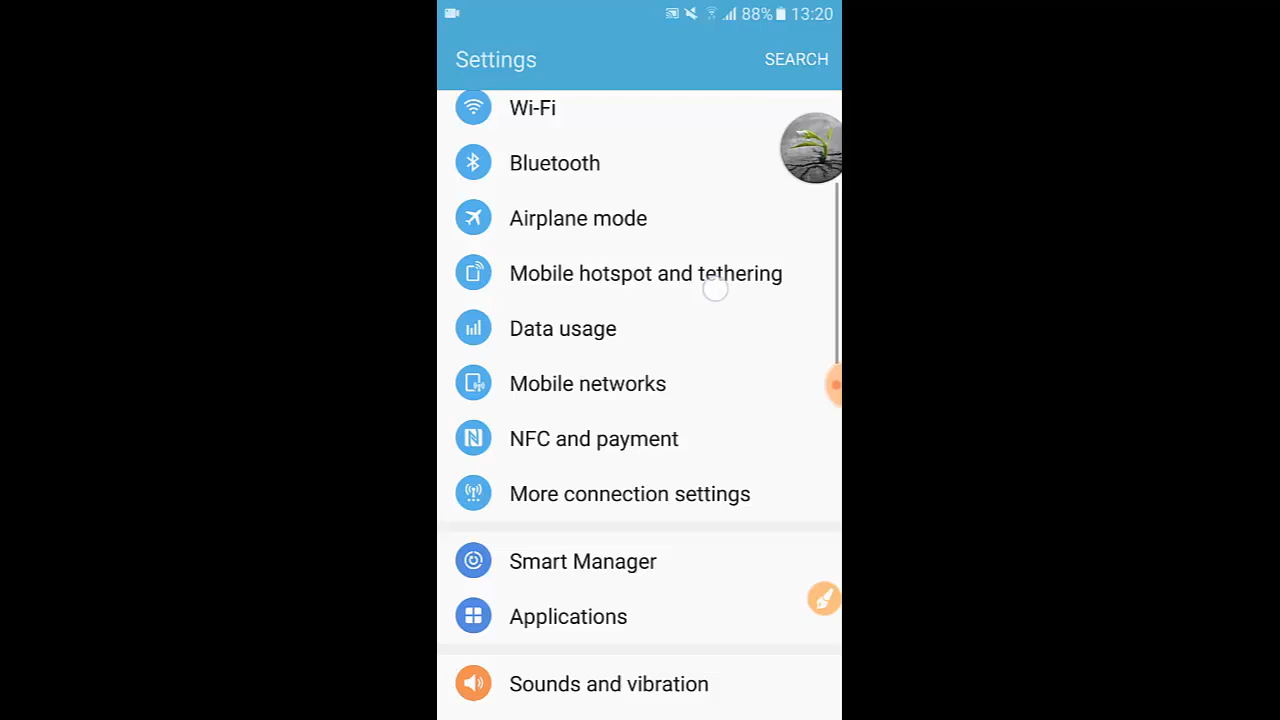 88% 13:20
Settings
SEARCH
Wi-Fi
Bluetooth
Airplane mode
Mobile hotspot and tethering
Data usage
Mobile networks
NFC and payment
More connection settings
Smart Manager
Applications
Sounds and vibration